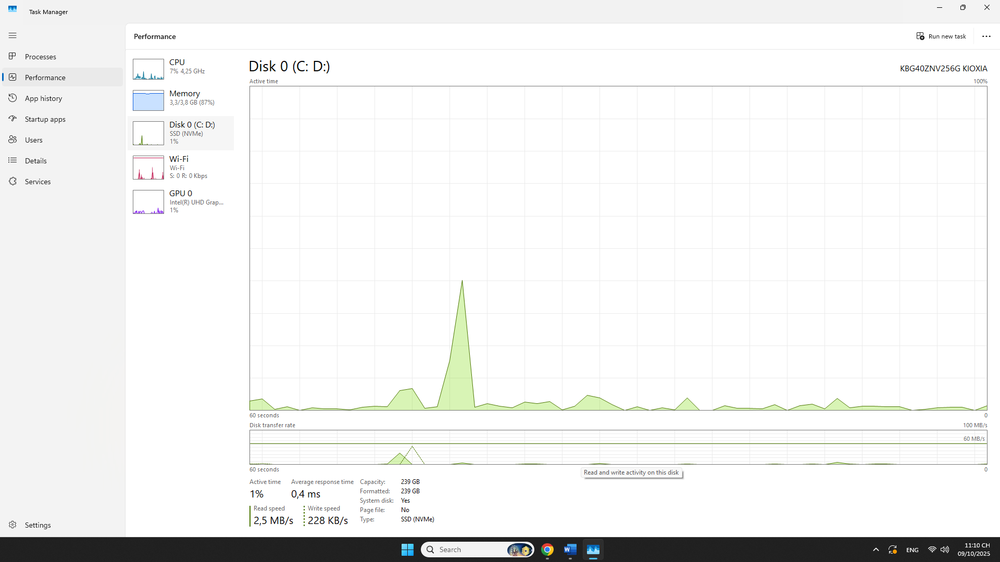 Task Manager
Performance
Run new task
Processes
Performance
App history
Startup apps
Users
Details
Services
Settings
CPU
7% 4,25 GHz
Memory
3,3/3,8 GB (87%)
Disk 0 (C: D:)
SSD (NVMe)
1%
Wi-Fi
Wi-Fi
S: 0 R: 0 Kbps
GPU 0
Intel(R) UHD Grap...
1%
Disk 0 (C: D:)
KBG40ZNV256G KIOXIA
Active time
100%
60 seconds
0
Disk transfer rate
100 MB/s
60 MB/s
60 seconds
0
Read and write activity on this disk
Active time
1%
Average response time
0,4 ms
Read speed
2,5 MB/s
Write speed
228 KB/s
Capacity: 239 GB
Formatted: 239 GB
System disk: Yes
Page file: No
Type: SSD (NVMe)
Search
W
ENG
11:10 CH
09/10/2025